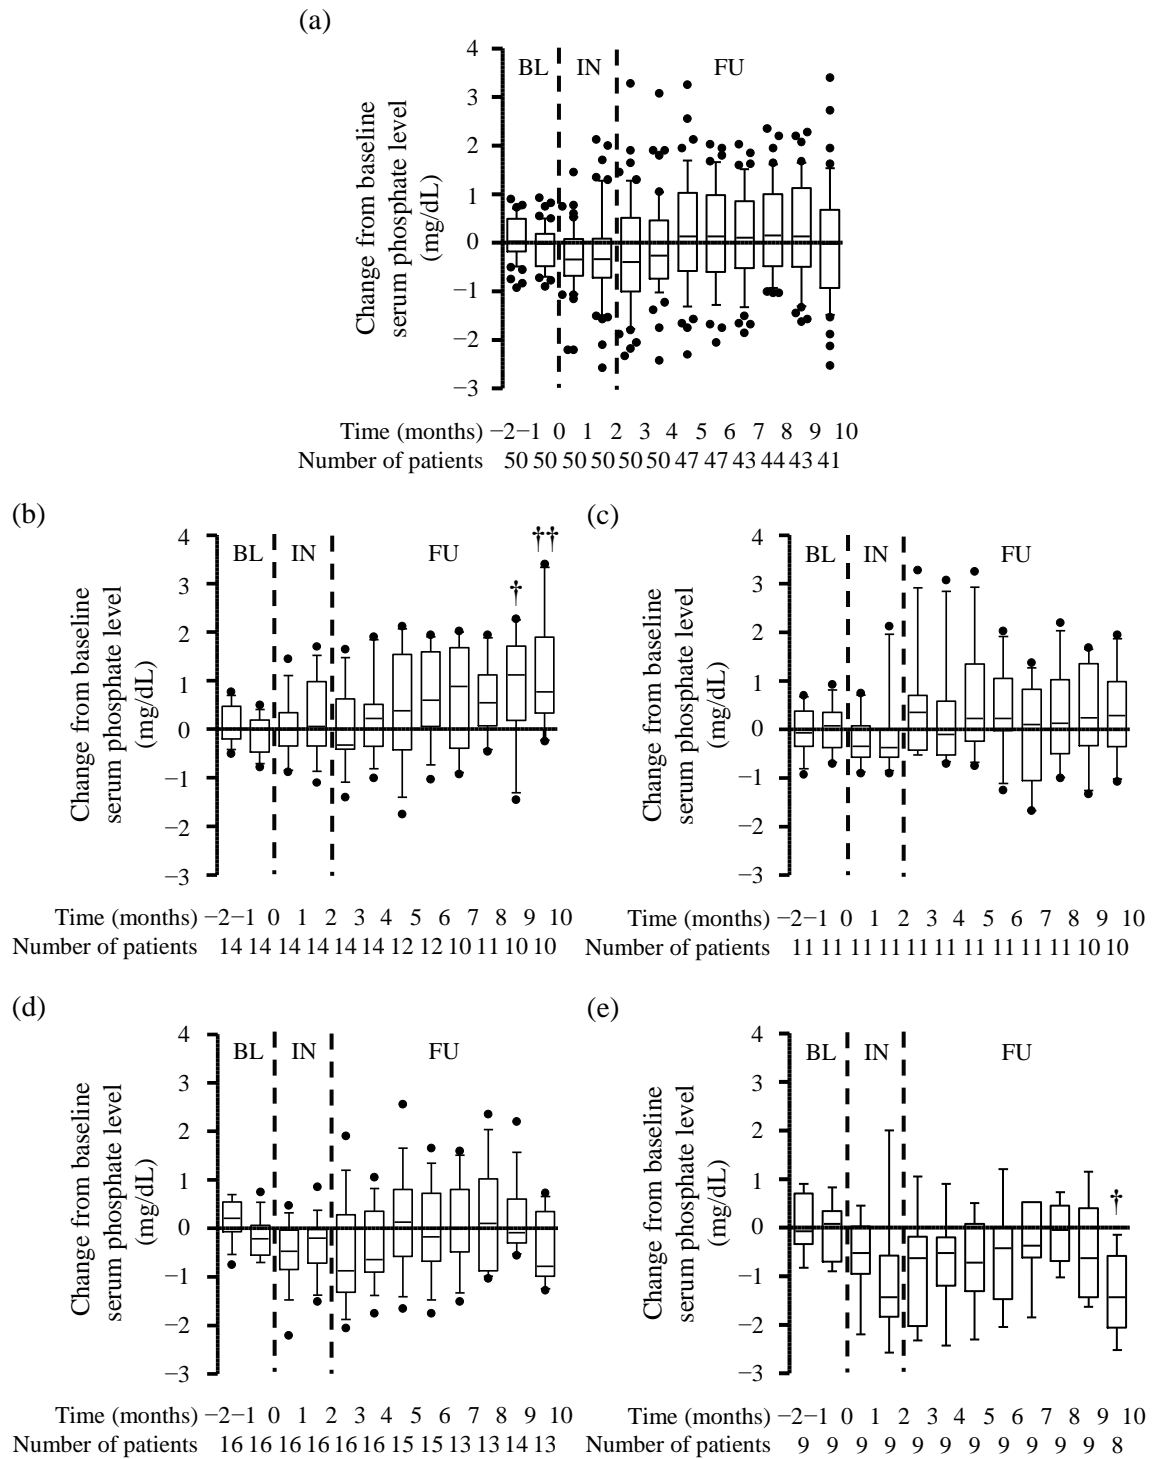 (a)
4
3
2
1
0
−1
−2
−3
Change from baseline
serum phosphate level
(mg/dL)
BL IN FU
Time (months) −2−1 0 1 2 3 4 5 6 7 8 9 10
Number of patients 50 50 50 50 50 50 47 47 43 44 43 41
(b)
4
3
2
1
0
−1
−2
−3
Change from baseline
serum phosphate level
(mg/dL)
BL IN FU
† ††
Time (months) −2−1 0 1 2 3 4 5 6 7 8 9 10
Number of patients 14 14 14 14 14 14 12 12 10 11 10 10
(c)
4
3
2
1
0
−1
−2
−3
Change from baseline
serum phosphate level
(mg/dL)
BL IN FU
Time (months) −2−1 0 1 2 3 4 5 6 7 8 9 10
Number of patients 11 11 11 11 11 11 11 11 11 11 10 10
(d)
4
3
2
1
0
−1
−2
−3
Change from baseline
serum phosphate level
(mg/dL)
BL IN FU
Time (months) −2−1 0 1 2 3 4 5 6 7 8 9 10
Number of patients 16 16 16 16 16 16 15 15 13 13 14 13
(e)
4
3
2
1
0
−1
−2
−3
Change from baseline
serum phosphate level
(mg/dL)
BL IN FU
†
Time (months) −2−1 0 1 2 3 4 5 6 7 8 9 10
Number of patients 9 9 9 9 9 9 9 9 9 9 9 8